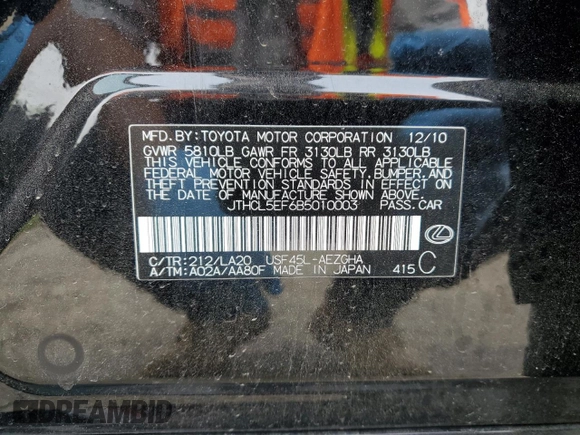 MFD. BY: TOYOTA MOTOR CORPORATION 12/10
GVWR 5810LB GAWR FR 3130LB RR 3130LB
THIS VEHICLE CONFORMS TO ALL APPLICABLE
FEDERAL MOTOR VEHICLE SAFETY, BUMPER, AND
THEFT PREVENTION STANDARDS IN EFFECT ON
THE DATE OF MANUFACTURE SHOWN ABOVE.
JTHCL5EF6B5010003 PASS.CAR
C/TR: 212/LA20 USF45L-AEZGHA
A/TM: A02A/AA80F MADE IN JAPAN 415 C
IDREAMBID